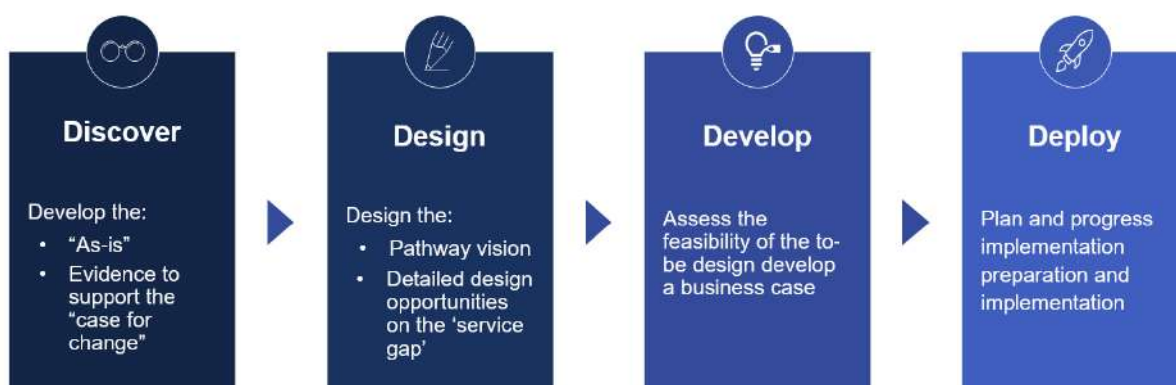 Discover
Develop the:
• "As-is"
• Evidence to
support the
"case for
change"
Design
Design the:
• Pathway vision
• Detailed design
opportunities
on the ‘service
gap’
Develop
Assess the
feasibility of the to-
be design develop
a business case
Deploy
Plan and progress
implementation
preparation and
implementation